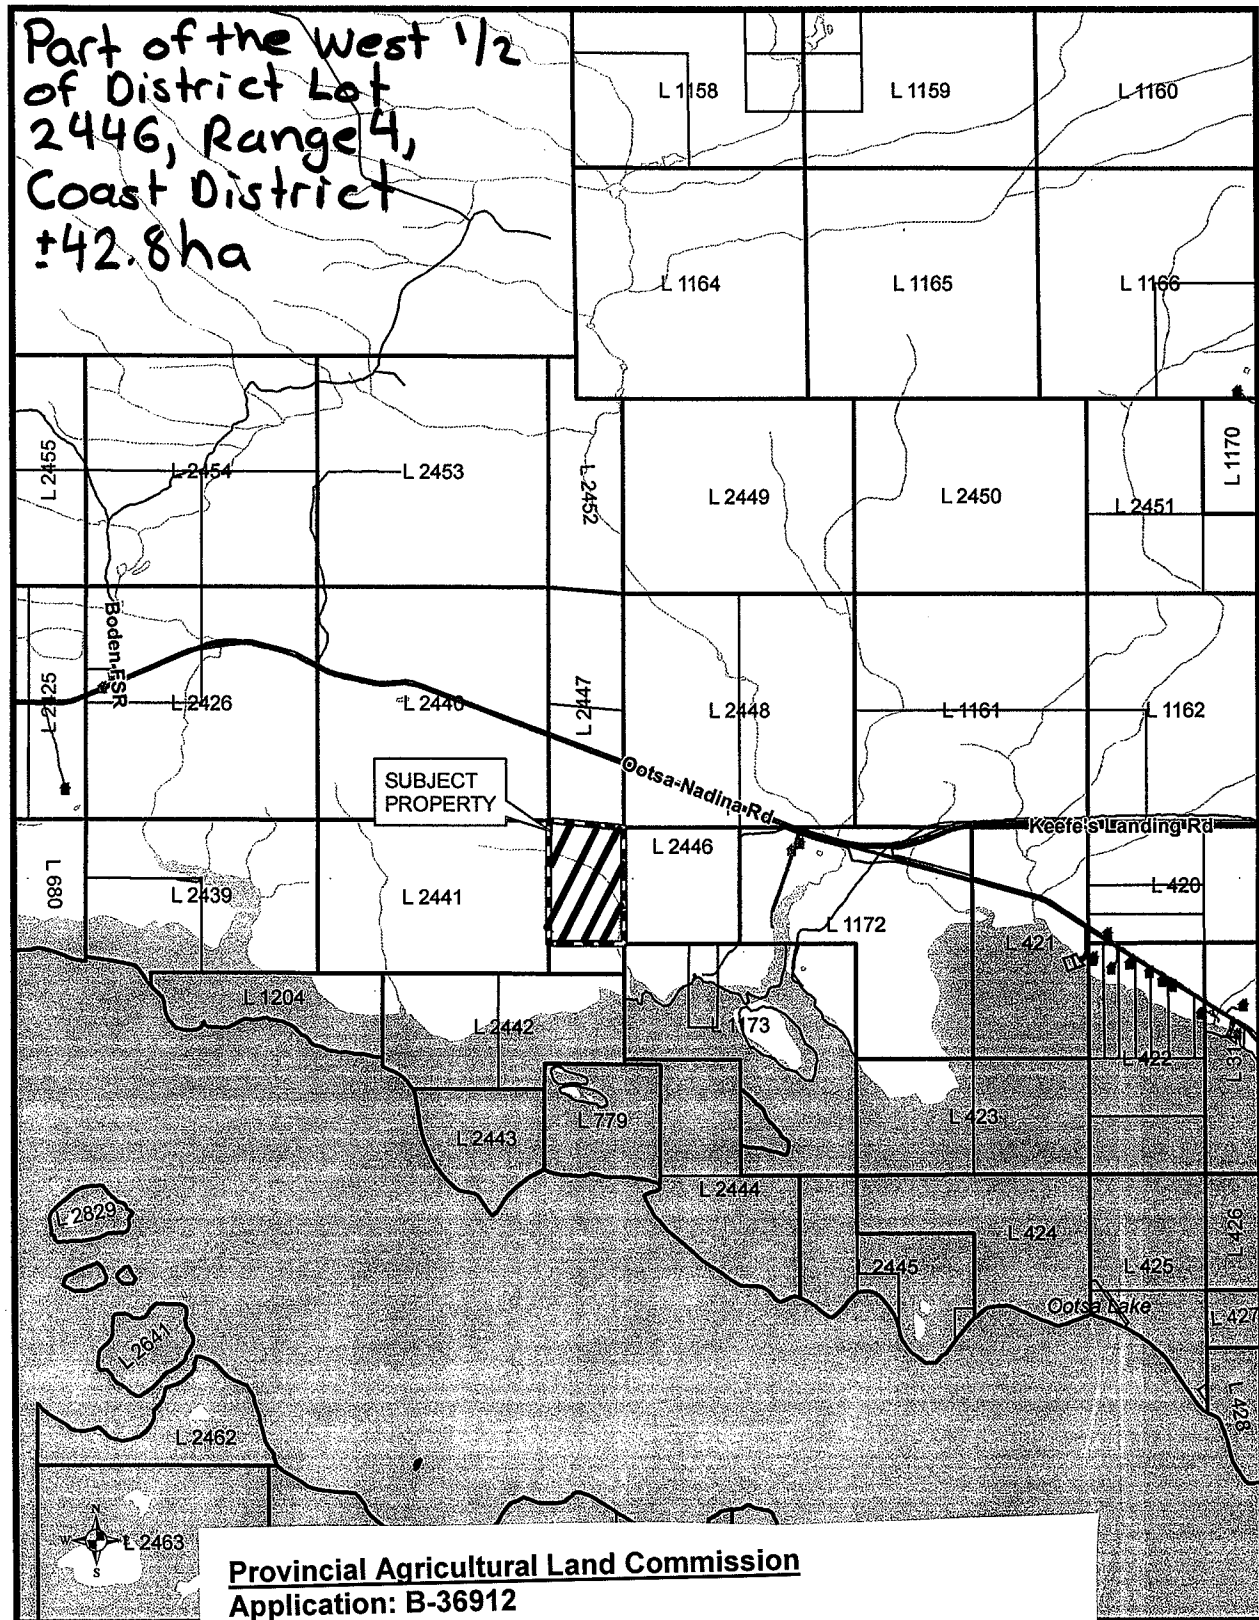 Part of the West 1/2
of District Lot
2446, Range 4,
Coast District
±42.8ha
L 1158
L 1159
L 1160
L 1164
L 1165
L 1166
L 2455
L 2454
L 2453
L 2452
L 2449
L 2450
L 2451
L 1170
Boden FSR
L 2425
L 2426
L 2440
L 2447
L 2448
L 1161
L 1162
SUBJECT
PROPERTY
Ootsa-Nadina Rd
Keefe's Landing Rd
L 680
L 2439
L 2441
L 2446
L 420
L 1172
L 421
L 1204
L 2442
L 1173
L 422
L 423
L 2443
L 779
L 2444
L 2829
L 424
L 426
L 425
2445
Ootsa Lake
L 427
L 2641
L 428
L 2462
N
W
S
L 2463
Provincial Agricultural Land Commission
Application: B-36912